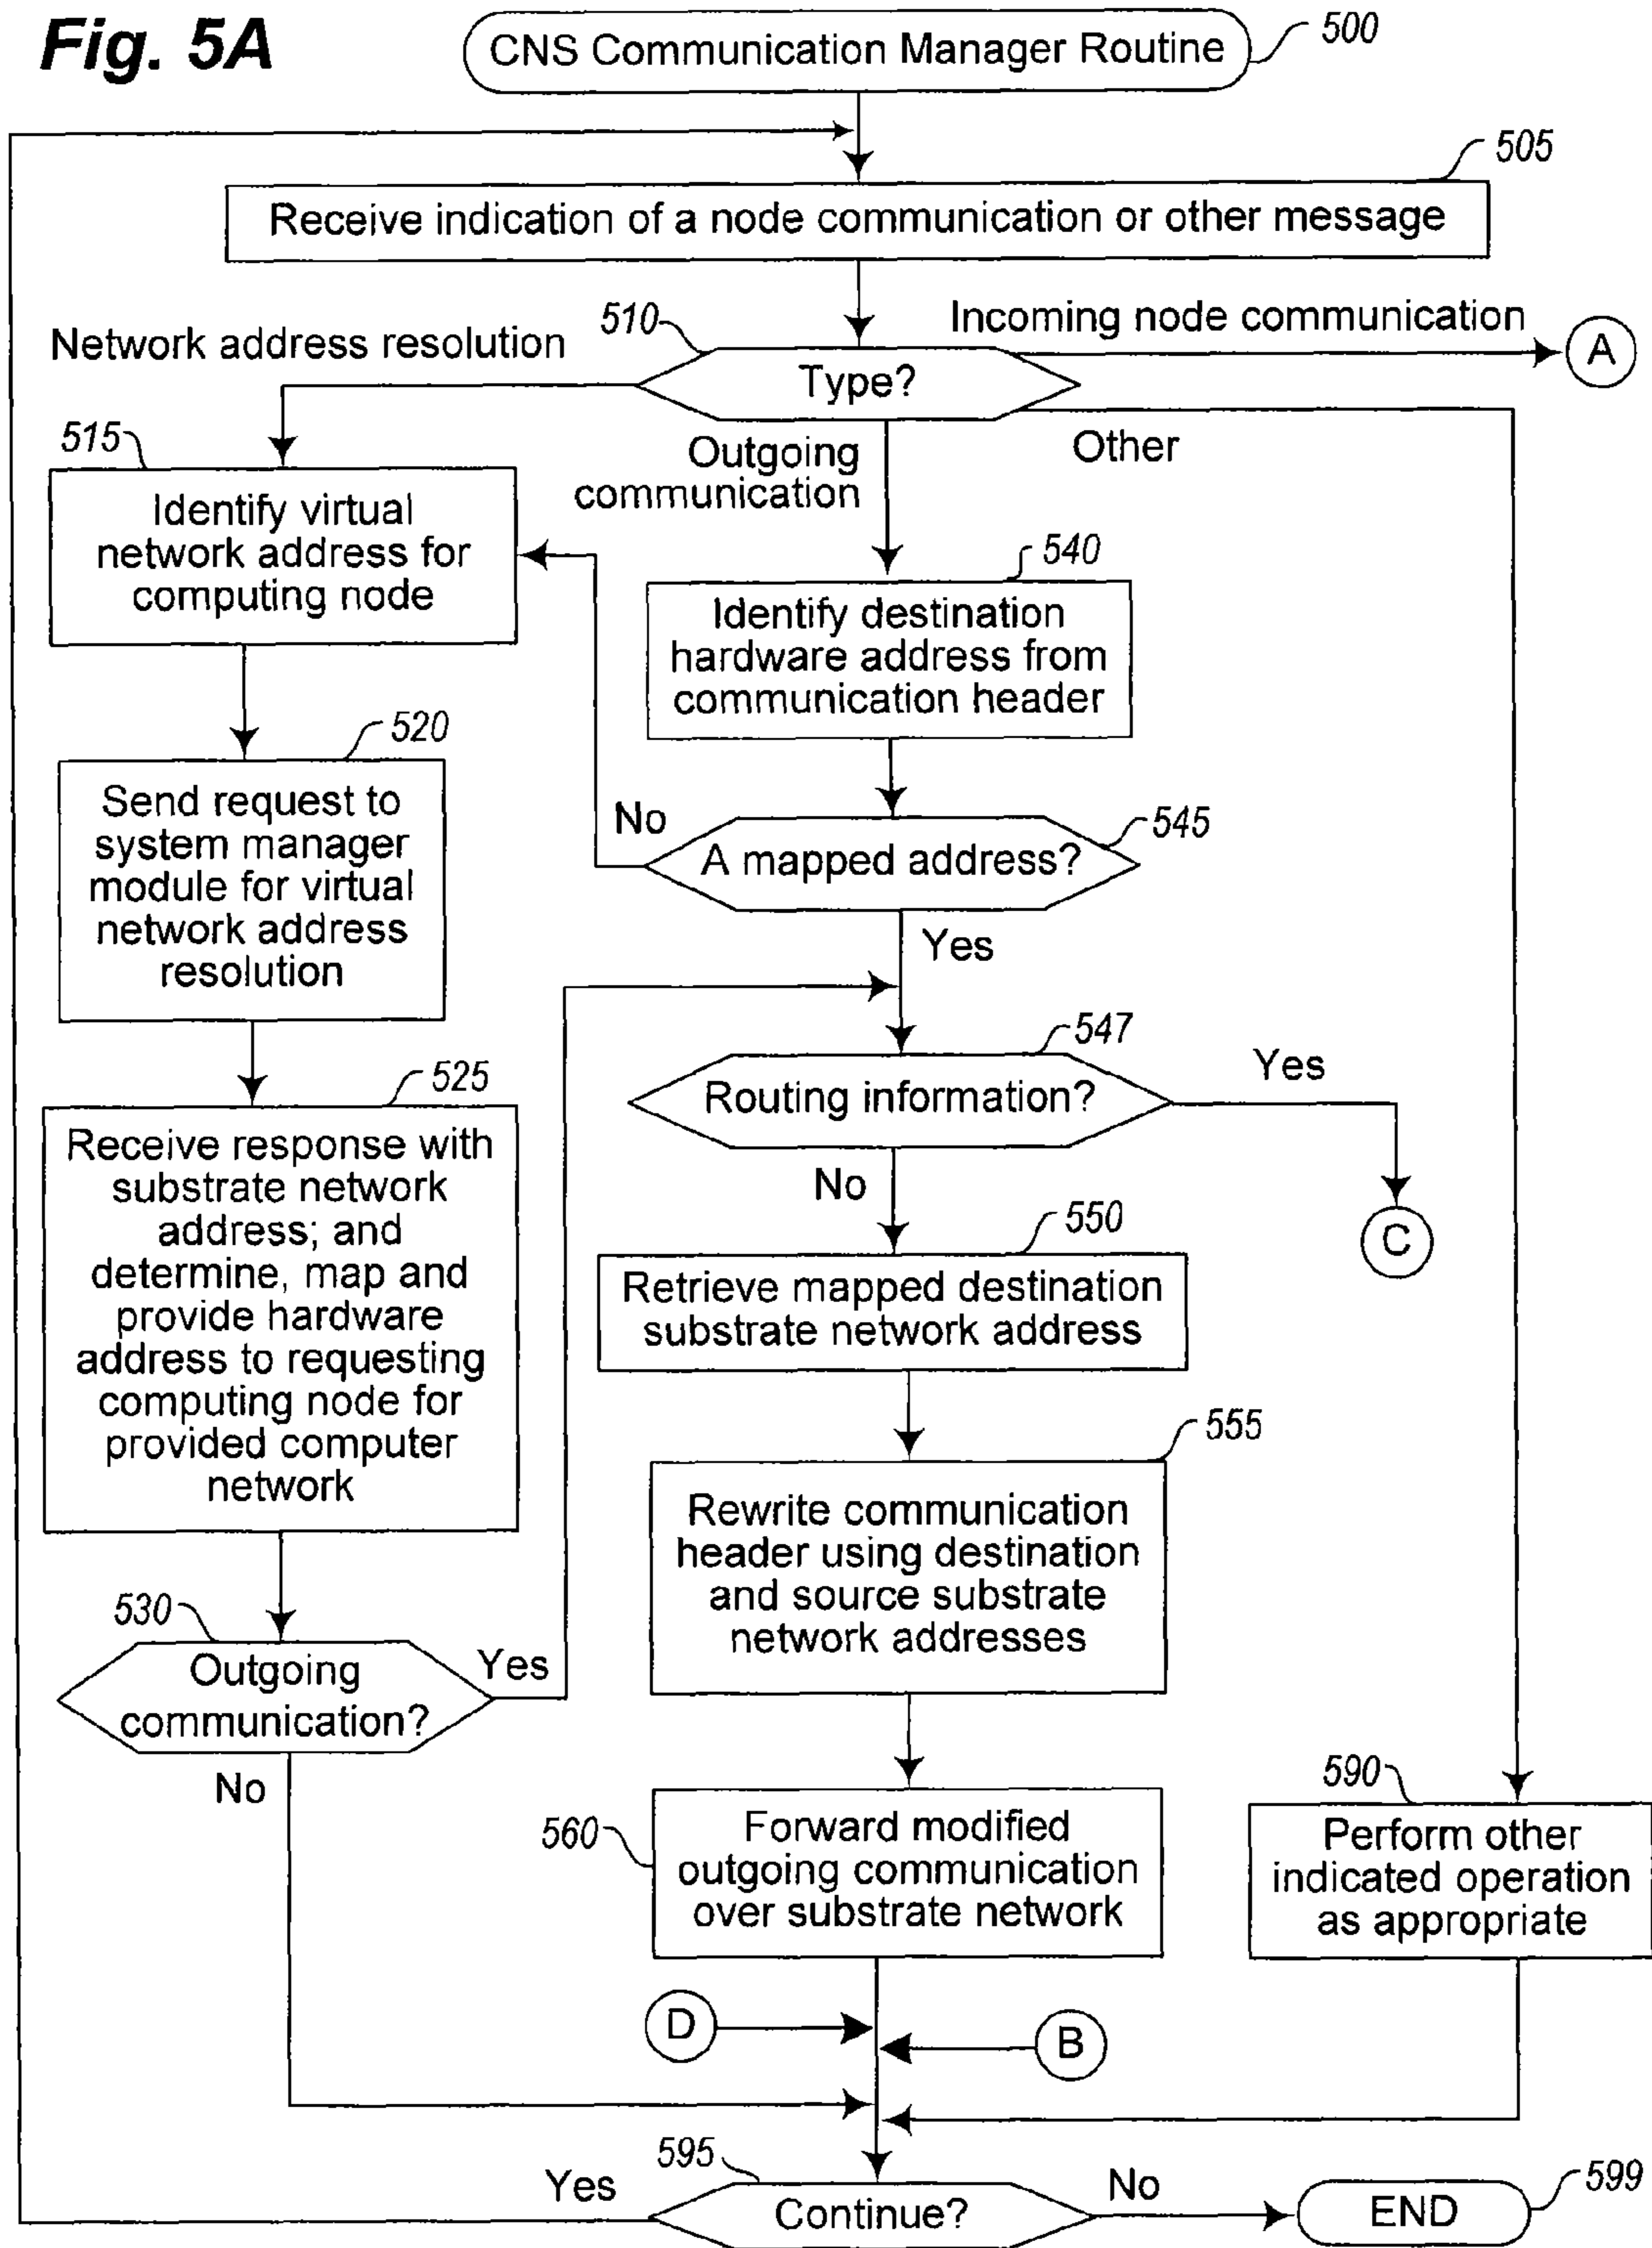 Fig. 5A
CNS Communication Manager Routine
500
505
Receive indication of a node communication or other message
510
Incoming node communication
A
Network address resolution
Type?
515
Outgoing
communication
Other
Identify virtual
network address for
computing node
540
Identify destination
hardware address from
communication header
520
Send request to
system manager
module for virtual
network address
resolution
No
545
A mapped address?
Yes
547
Routing information?
Yes
C
525
Receive response with
substrate network
address; and
determine, map and
provide hardware
address to requesting
computing node for
provided computer
network
No
550
Retrieve mapped destination
substrate network address
555
Rewrite communication
header using destination
and source substrate
network addresses
530
Outgoing
communication?
Yes
No
560
Forward modified
outgoing communication
over substrate network
590
Perform other
indicated operation
as appropriate
D
B
595
Yes
Continue?
No
END
599